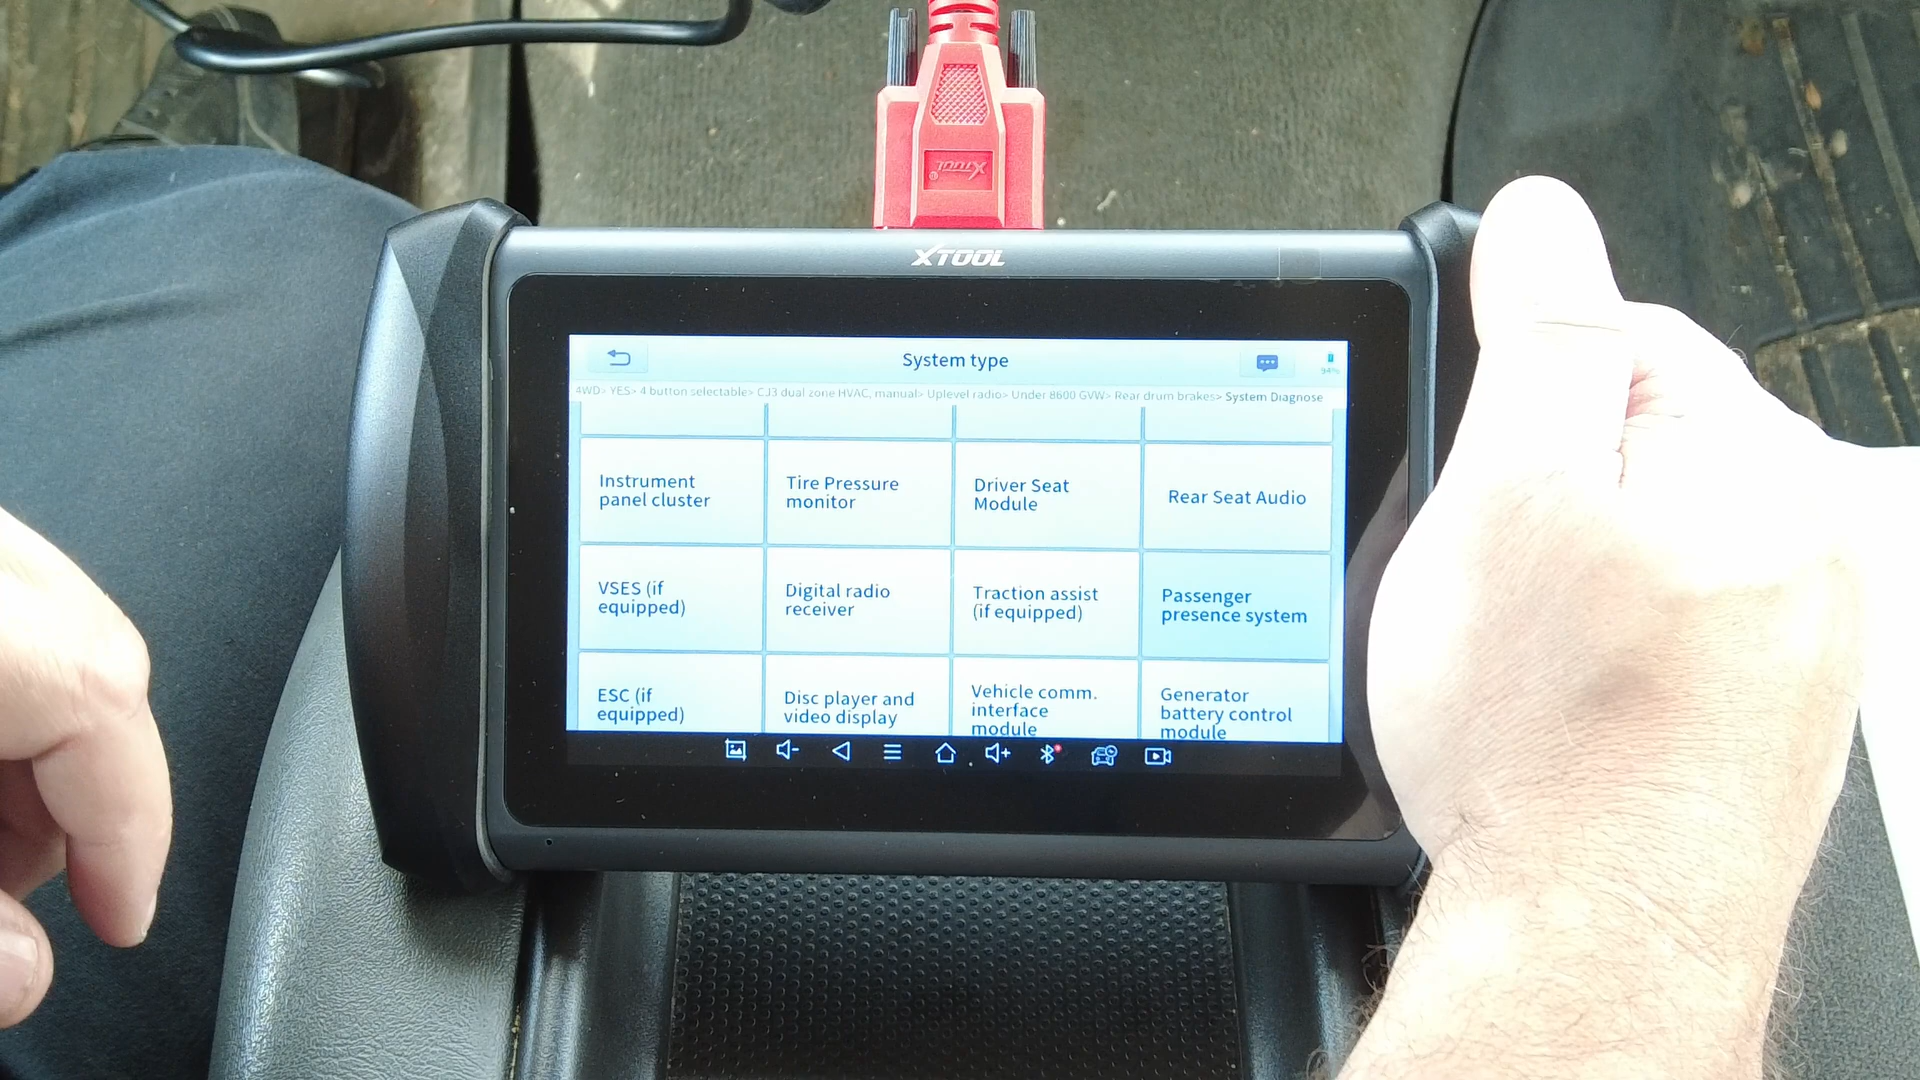 XTOOL
XTOOL
System type
94%
4WD> YES> 4 button selectable> CJ3 dual zone HVAC, manual> Uplevel radio> Under 8600 GVW> Rear drum brakes> System Diagnose
Instrument
panel cluster
Tire Pressure
monitor
Driver Seat
Module
Rear Seat Audio
VSES (if
equipped)
Digital radio
receiver
Traction assist
(if equipped)
Passenger
presence system
ESC (if
equipped)
Disc player and
video display
Vehicle comm.
interface
module
Generator
battery control
module